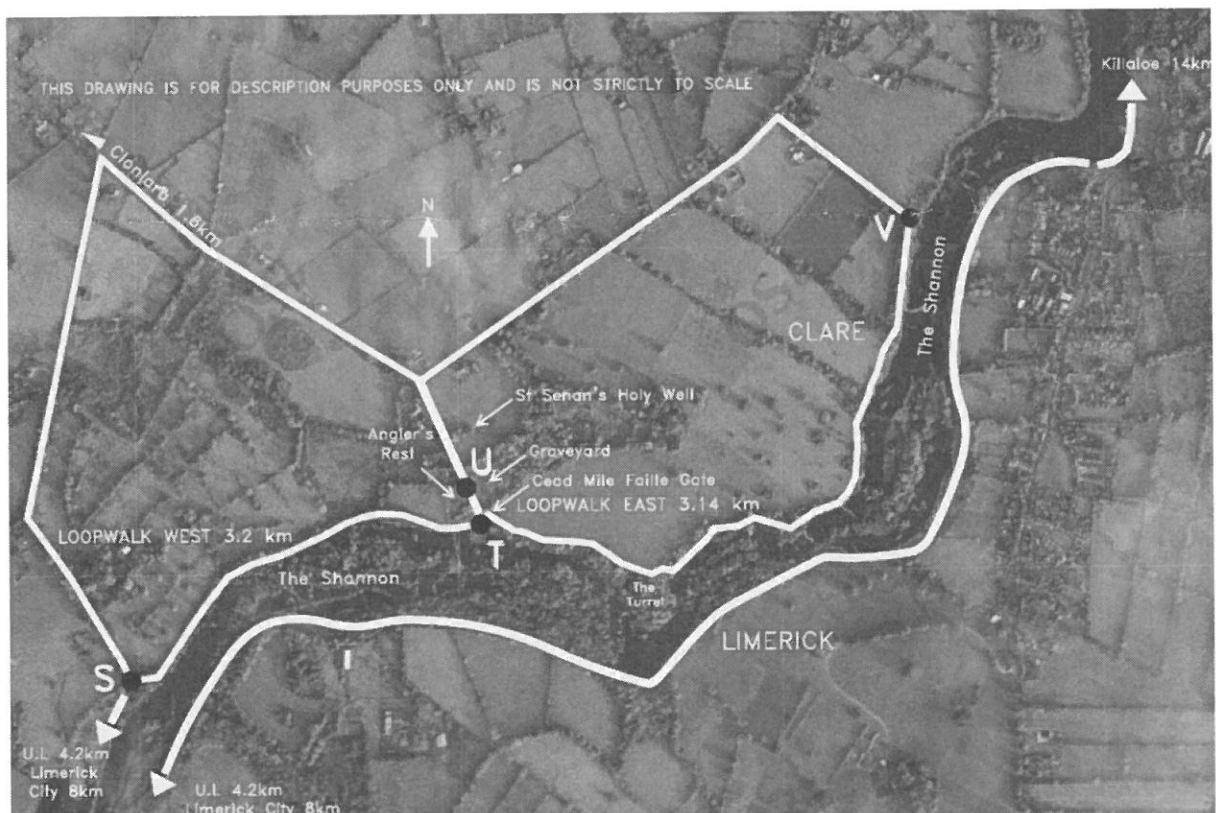 Killaloe 14km
THIS DRAWING IS FOR DESCRIPTION PURPOSES ONLY AND IS NOT STRICTLY TO SCALE
Clonlara 1.8km
N
V
The Shannon
CLARE
St Senan's Holy Well
Angler's
Rest
U
Graveyard
Cead Mile Failte Gate
LOOPWALK EAST 3.14 km
LOOPWALK WEST 3.2 km
T
The Shannon
The
Turret
LIMERICK
S
U.L 4.2km
Limerick
City 8km
U.L 4.2km
Limerick City 8km